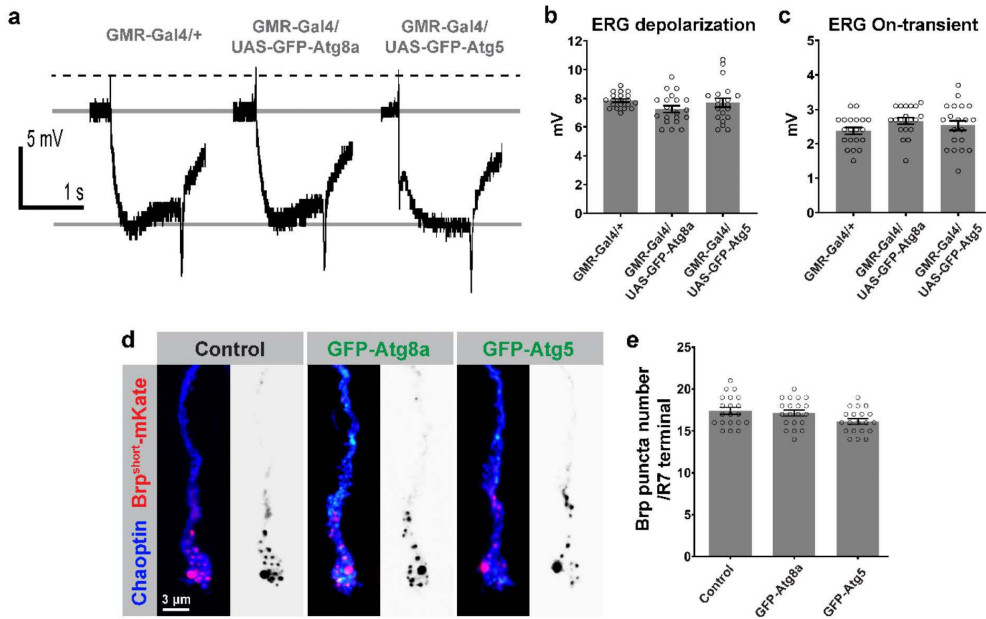 a
GMR-Gal4/+
GMR-Gal4/
UAS-GFP-Atg8a
GMR-Gal4/
UAS-GFP-Atg5
5 mV
1 s
b
ERG depolarization
mV
12
10
8
6
4
2
0
GMR-Gal4/+
GMR-Gal4/
UAS-GFP-Atg8a
GMR-Gal4/
UAS-GFP-Atg5
c
ERG On-transient
mV
5
4
3
2
1
0
GMR-Gal4/+
GMR-Gal4/
UAS-GFP-Atg8a
GMR-Gal4/
UAS-GFP-Atg5
d
Control
GFP-Atg8a
GFP-Atg5
Chaoptin Brpshort-mKate
3 µm
e
Brp puncta number
/R7 terminal
25
20
15
10
5
0
Control
GFP-Atg8a
GFP-Atg5